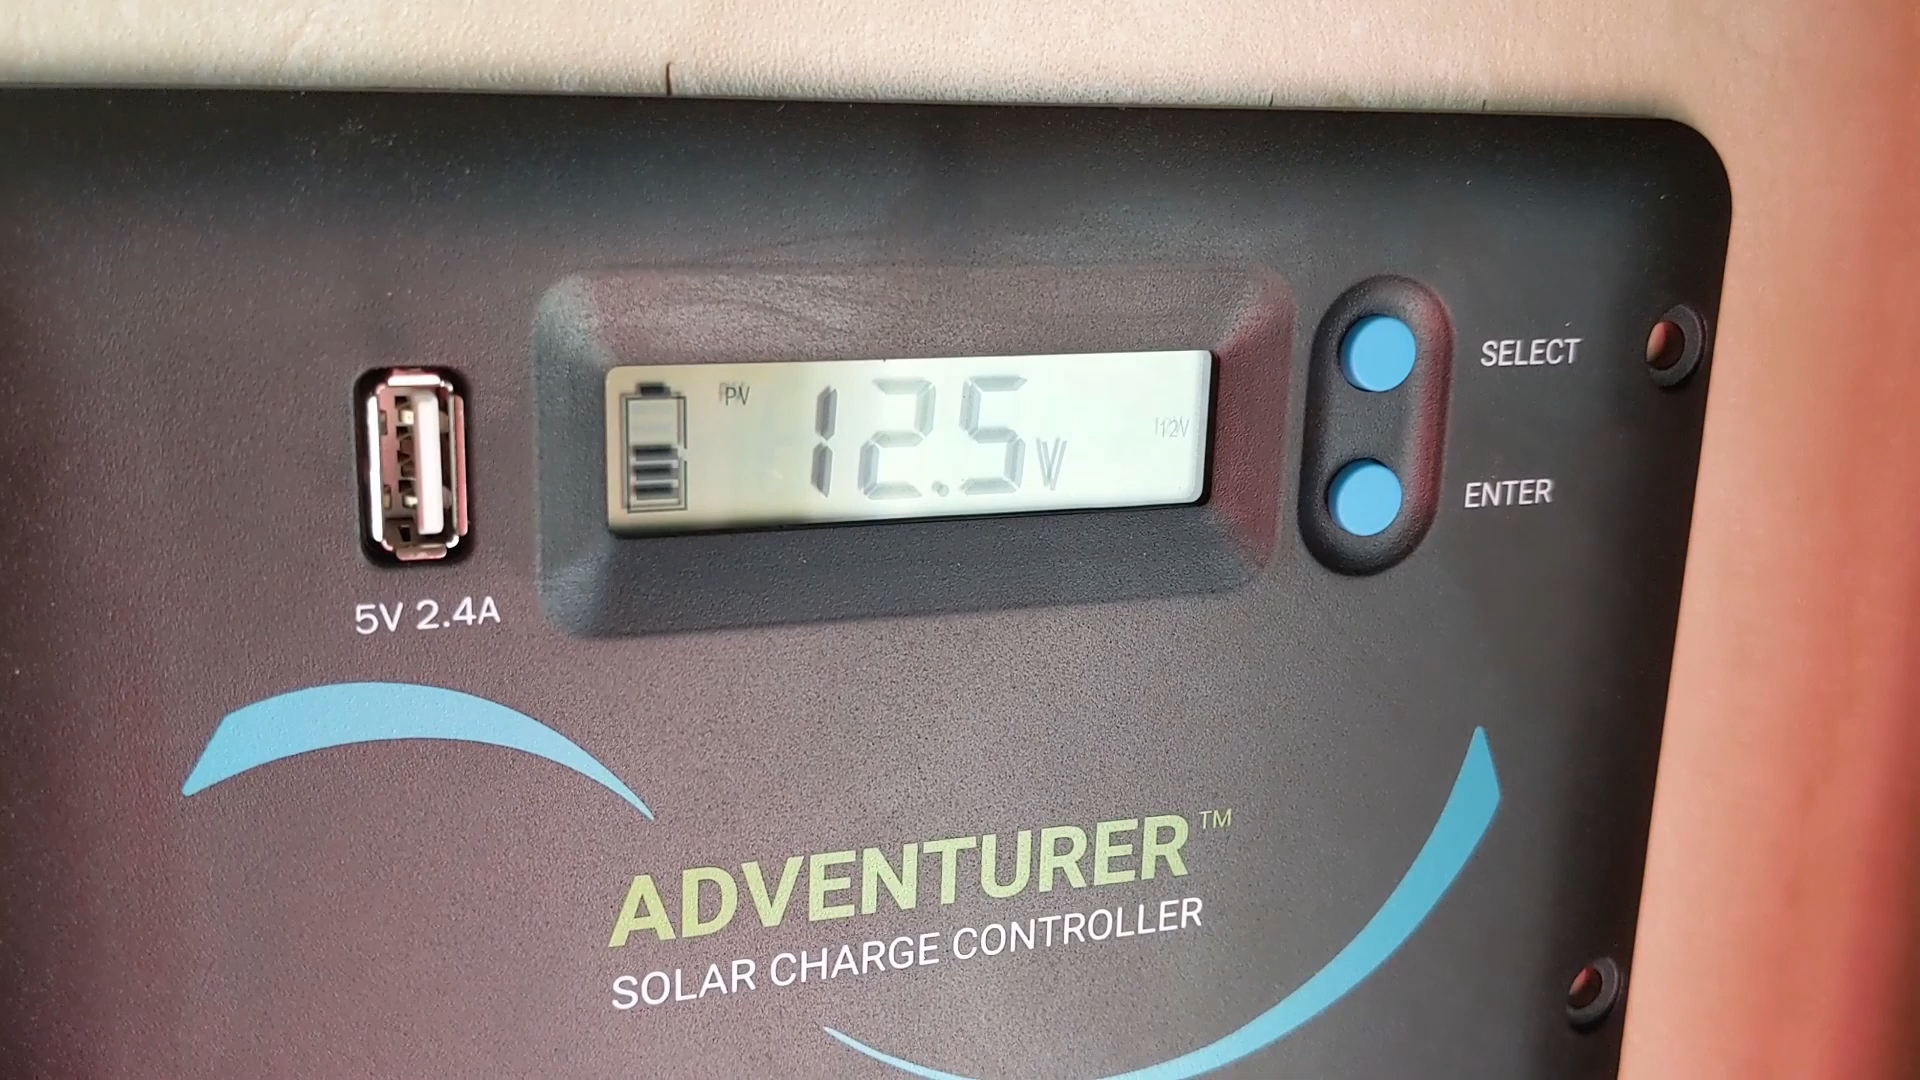 PV
12.5V
12V
SELECT
ENTER
5V 2.4A
ADVENTURER™
SOLAR CHARGE CONTROLLER